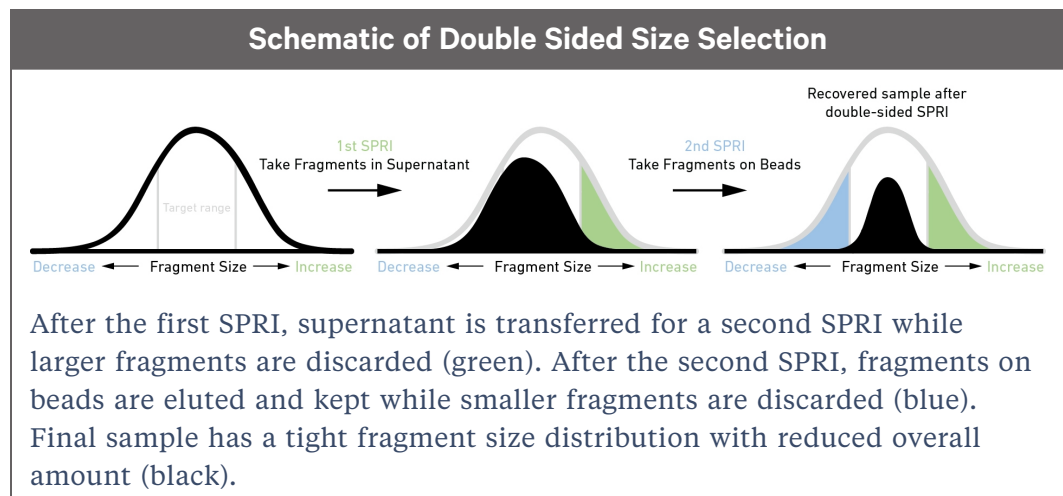 Schematic of Double Sided Size Selection
Recovered sample after
double-sided SPRI
1st SPRI
Take Fragments in Supernatant
2nd SPRI
Take Fragments on Beads
Target range
Decrease Fragment Size Increase
Decrease Fragment Size Increase
Decrease Fragment Size Increase
After the first SPRI, supernatant is transferred for a second SPRI while
larger fragments are discarded (green). After the second SPRI, fragments on
beads are eluted and kept while smaller fragments are discarded (blue).
Final sample has a tight fragment size distribution with reduced overall
amount (black).